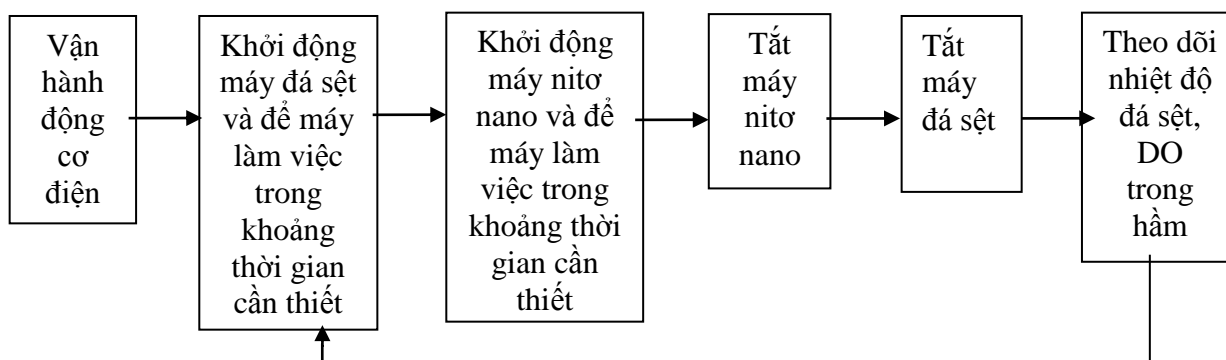 Vận
hành
động
cơ
điện
Khởi động
máy đá sệt
và để máy
làm việc
trong
khoảng
thời gian
cần thiết
Khởi động
máy nitơ
nano và để
máy làm
việc trong
khoảng thời
gian cần
thiết
Tắt
máy
nitơ
nano
Tắt
máy
đá sệt
Theo dõi
nhiệt độ
đá sệt,
DO
trong
hầm